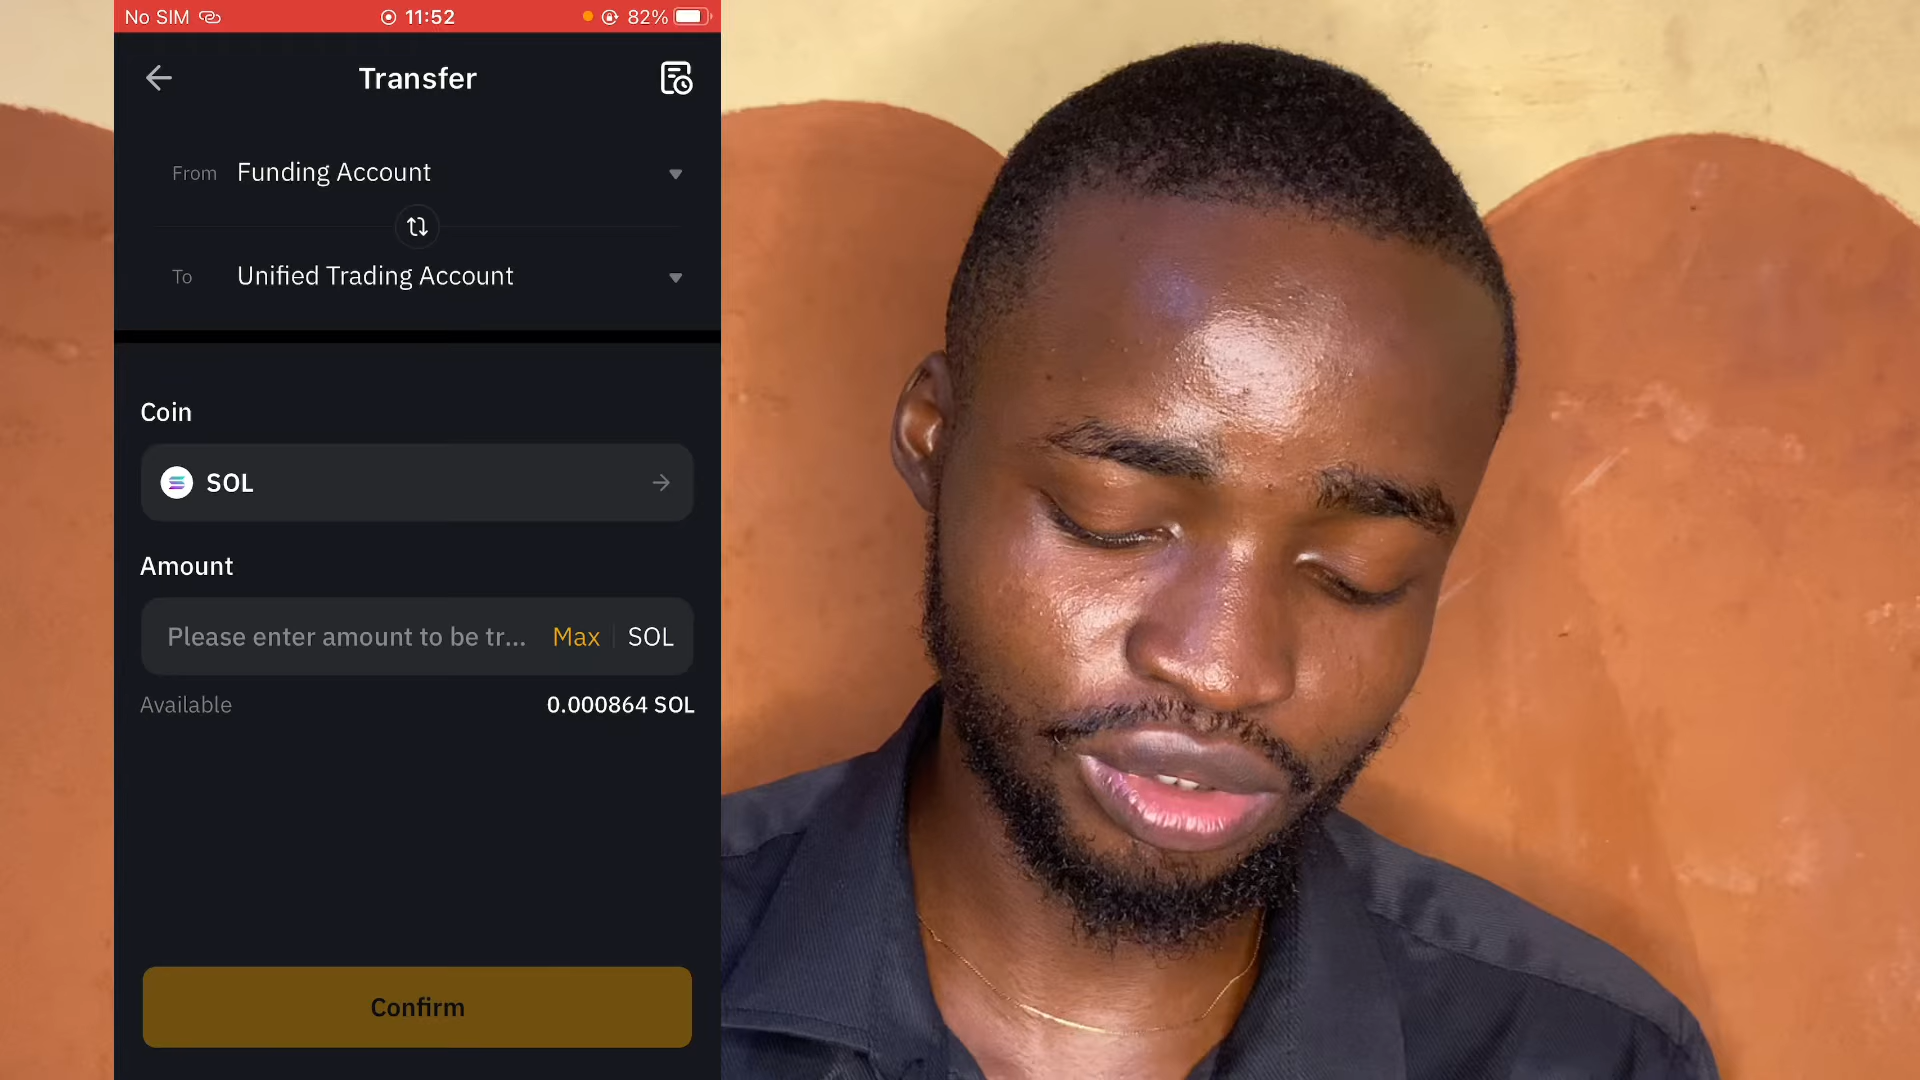 No SIM 11:52 82%
Transfer
From Funding Account
To Unified Trading Account
Coin
SOL
Amount
Please enter amount to be tr... Max SOL
Available 0.000864 SOL
Confirm